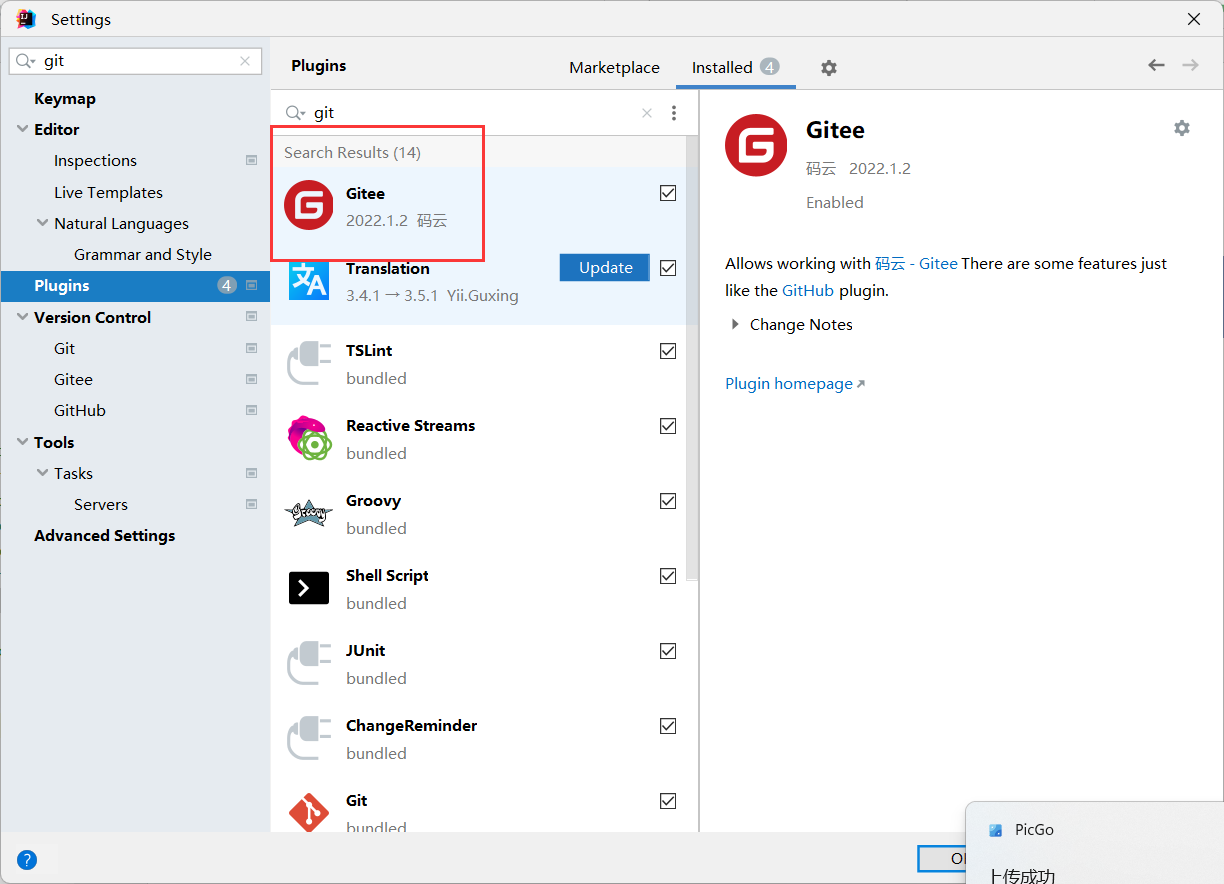 Settings
git
Keymap
Editor
Inspections
Live Templates
Natural Languages
Grammar and Style
Plugins 4
Version Control
Git
Gitee
GitHub
Tools
Tasks
Servers
Advanced Settings
?
Plugins
Marketplace
Installed 4
git
Search Results (14)
Gitee
2022.1.2 码云
Translation
3.4.1 → 3.5.1 Yii.Guxing
Update
TSLint
bundled
Reactive Streams
bundled
Groovy
bundled
Shell Script
bundled
JUnit
bundled
ChangeReminder
bundled
Git
bundled
Gitee
码云 2022.1.2
Enabled
Allows working with 码云 - Gitee There are some features just
like the GitHub plugin.
Change Notes
Plugin homepage
PicGo
上传成功